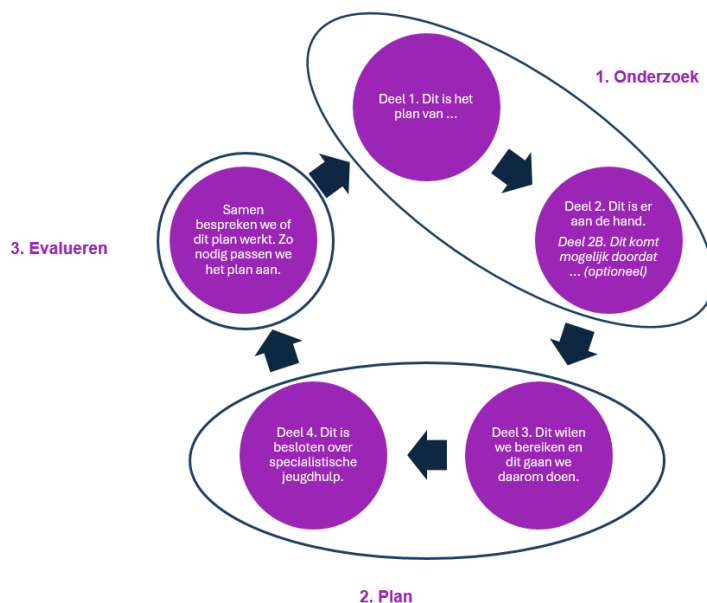 1. Onderzoek
Deel 1. Dit is het
plan van ...
Deel 2. Dit is er
aan de hand.
Deel 2B. Dit komt
mogelijk doordat
... (optioneel)
Samen
bespreken we of
dit plan werkt. Zo
nodig passen we
het plan aan.
3. Evalueren
Deel 4. Dit is
besloten over
specialistische
jeugdhulp.
Deel 3. Dit wilen
we bereiken en
dit gaan we
daarom doen.
2. Plan